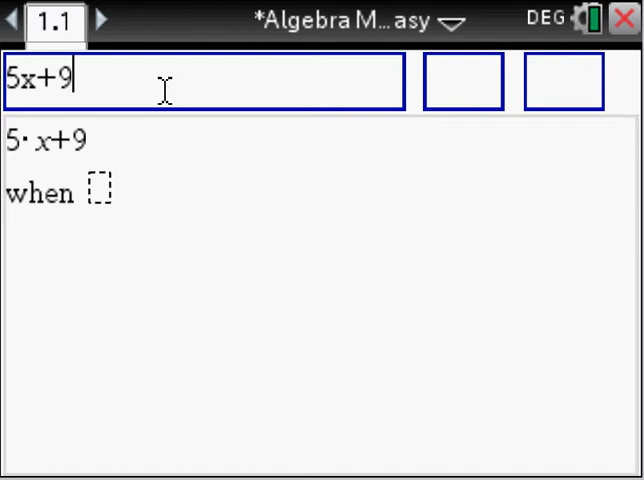 1.1
*Algebra M...asy
DEG
5x+9
5· x+9
when